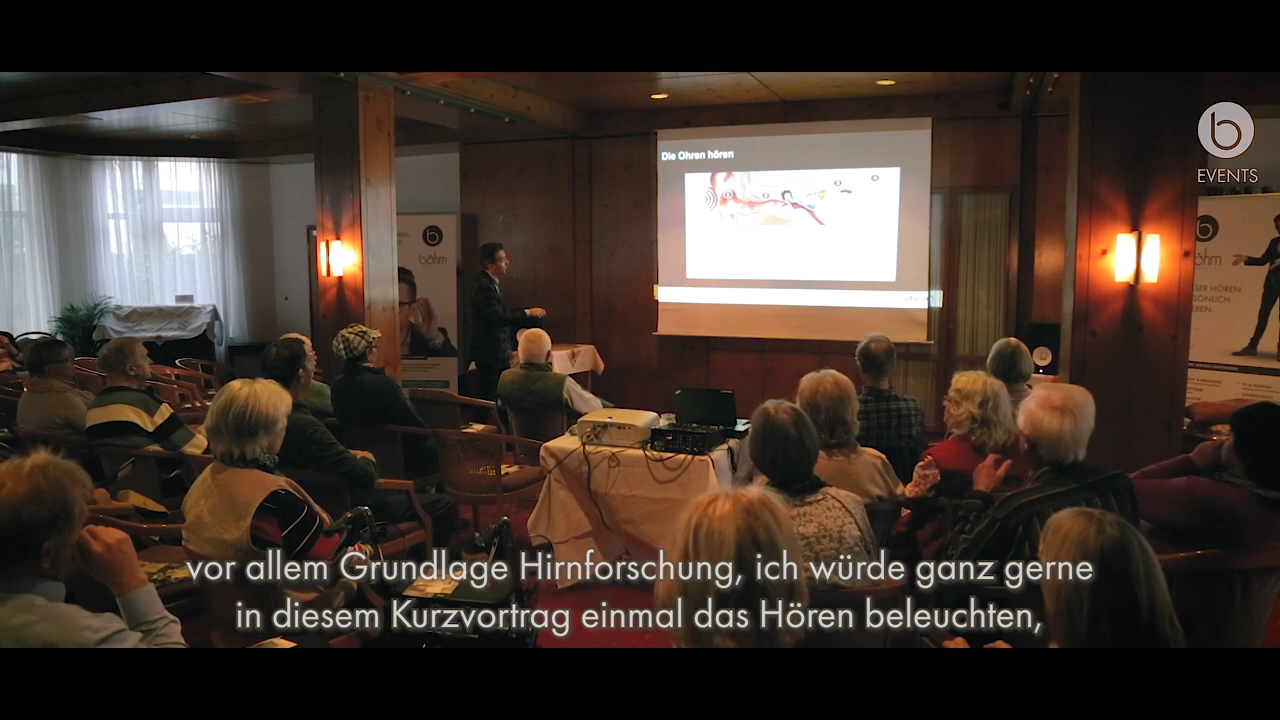 Die Ohren hören
b
EVENTS
b
böhm
b
böhm
HÖREN.
vor allem Grundlage Hirnforschung, ich würde ganz gerne
in diesem Kurzvortrag einmal das Hören beleuchten,